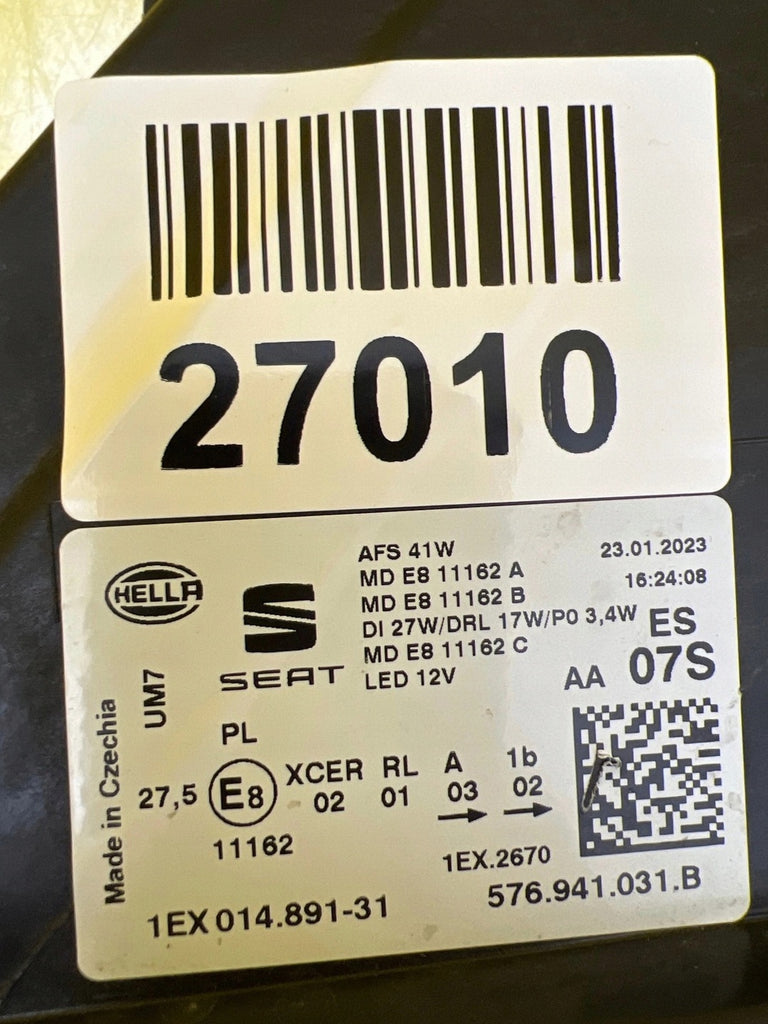 27010
HELLA
SEAT
AFS 41W
MD E8 11162 A
MD E8 11162 B
DI 27W/DRL 17W/PO 3,4W
MD E8 11162 C
LED 12V
23.01.2023
16:24:08
ES
AA 07S
Made in Czechia
UM7
PL
27,5 E8 XCER RL A 1b
02 01 03 02
11162
1EX.2670
1EX 014.891-31
576.941.031.B